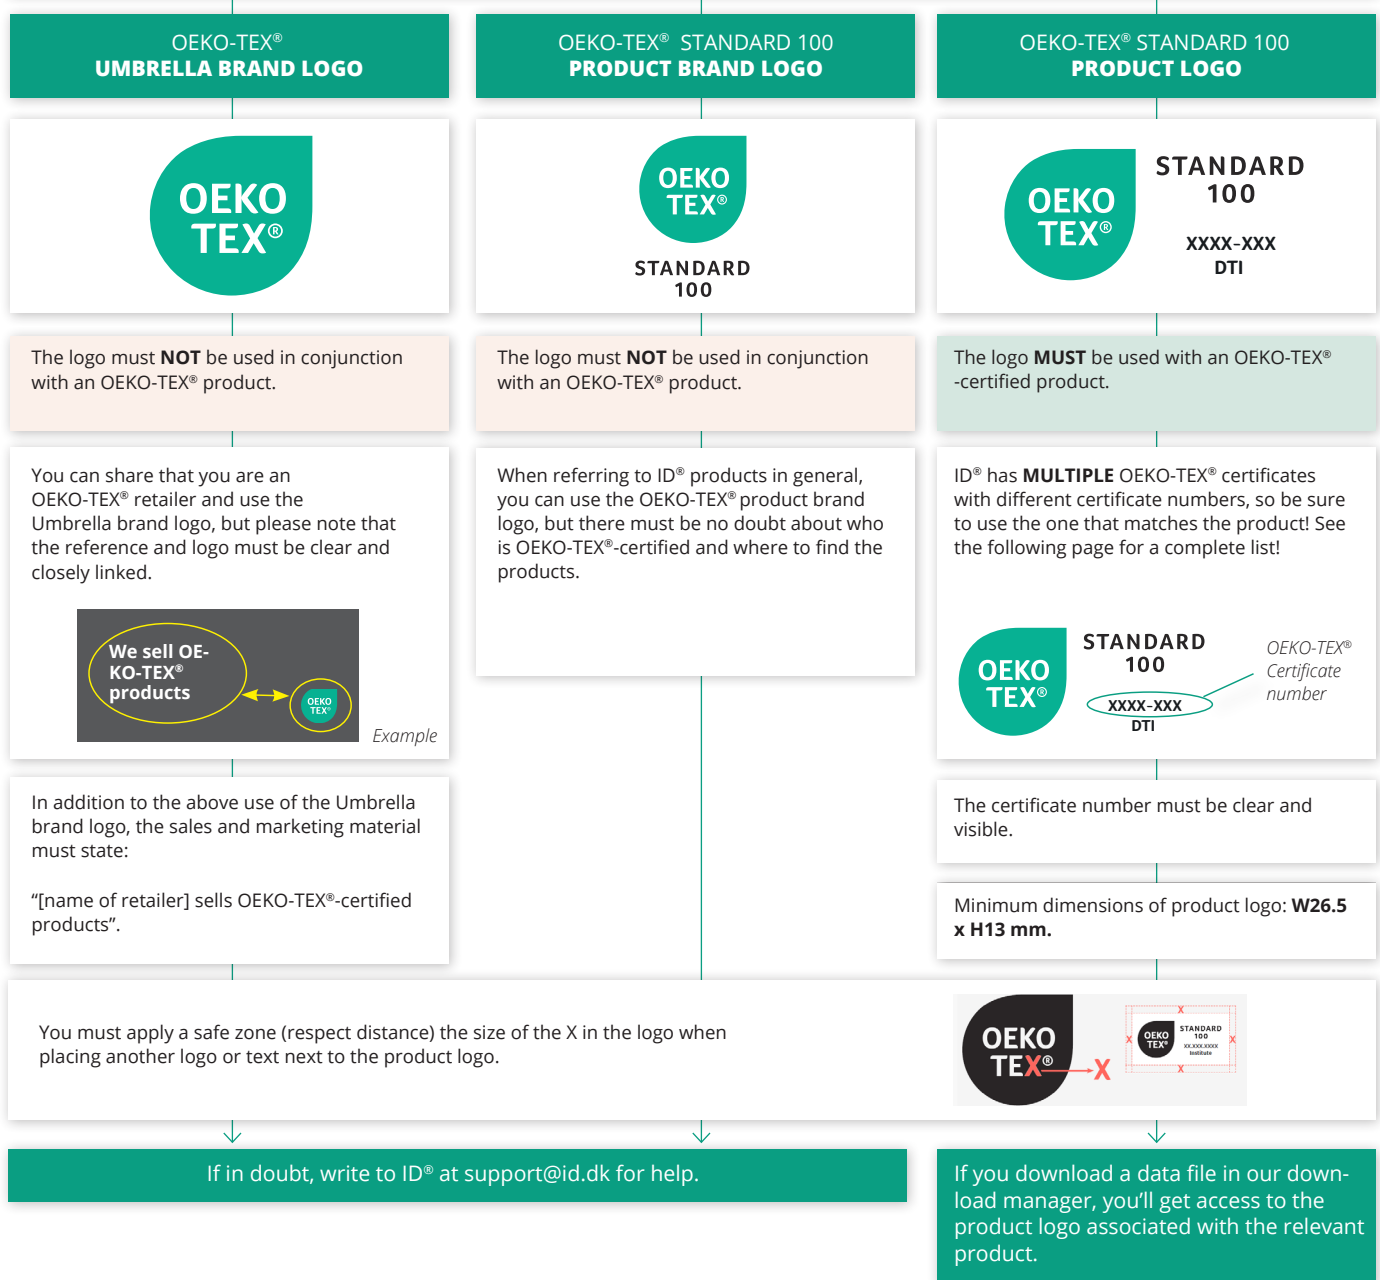 OEKO-TEX®
UMBRELLA BRAND LOGO
OEKO
TEX®
The logo must NOT be used in conjunction
with an OEKO-TEX® product.
You can share that you are an
OEKO-TEX® retailer and use the
Umbrella brand logo, but please note that
the reference and logo must be clear and
closely linked.
We sell OE-
KO-TEX®
products
OEKO
TEX®
Example
In addition to the above use of the Umbrella
brand logo, the sales and marketing material
must state:
“[name of retailer] sells OEKO-TEX®-certified
products”.
OEKO-TEX® STANDARD 100
PRODUCT BRAND LOGO
OEKO
TEX®
STANDARD
100
The logo must NOT be used in conjunction
with an OEKO-TEX® product.
When referring to ID® products in general,
you can use the OEKO-TEX® product brand
logo, but there must be no doubt about who
is OEKO-TEX®-certified and where to find the
products.
OEKO-TEX® STANDARD 100
PRODUCT LOGO
OEKO
TEX®
STANDARD
100
XXXX-XXX
DTI
The logo MUST be used with an OEKO-TEX®
-certified product.
ID® has MULTIPLE OEKO-TEX® certificates
with different certificate numbers, so be sure
to use the one that matches the product! See
the following page for a complete list!
OEKO
TEX®
STANDARD
100
XXXX-XXX
DTI
OEKO-TEX®
Certificate
number
The certificate number must be clear and
visible.
Minimum dimensions of product logo: W26.5
x H13 mm.
You must apply a safe zone (respect distance) the size of the X in the logo when
placing another logo or text next to the product logo.
OEKO
TEX®
X
X
X
OEKO
TEX®
STANDARD
100
XX.XXX.XXXX
Institute
X
X
If in doubt, write to ID® at support@id.dk for help.
If you download a data file in our down-
load manager, you’ll get access to the
product logo associated with the relevant
product.